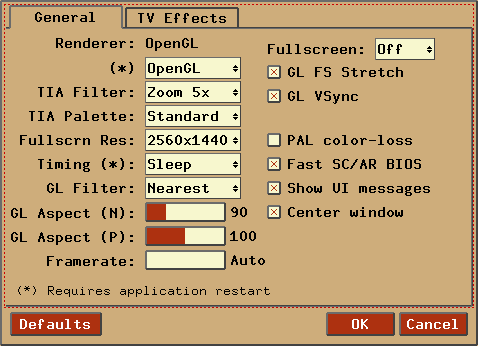 General TV Effects
Renderer: OpenGL Fullscreen: Off
(*) OpenGL GL FS Stretch
TIA Filter: Zoom 5x GL VSync
TIA Palette: Standard
Fullscrn Res: 2560x1440 PAL color-loss
Timing (*): Sleep Fast SC/AR BIOS
GL Filter: Nearest Show UI messages
GL Aspect (N): 90 Center window
GL Aspect (P): 100
Framerate: Auto
(*) Requires application restart
Defaults OK Cancel